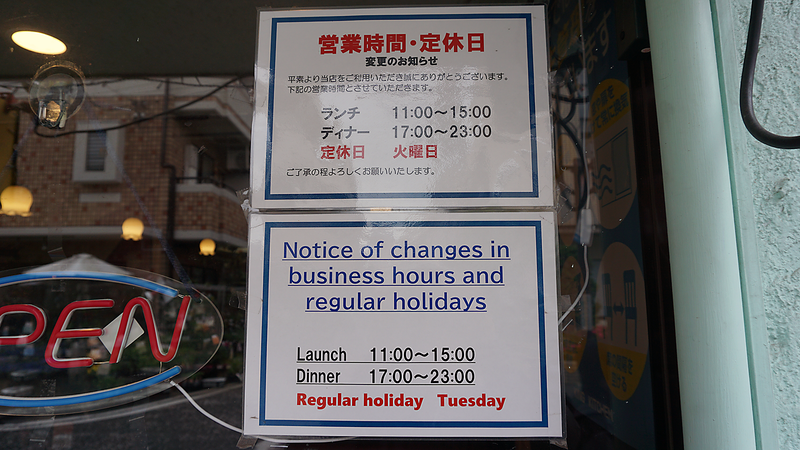 営業時間・定休日
変更のお知らせ
平素より当店をご利用いただき誠にありがとうございます。
下記の営業時間とさせていただきます。
ランチ 11:00～15:00
ディナー 17:00～23:00
定休日 火曜日
ご了承の程よろしくお願いいたします。
Notice of changes in
business hours and
regular holidays
Launch 11:00～15:00
Dinner 17:00～23:00
Regular holiday Tuesday
PEN